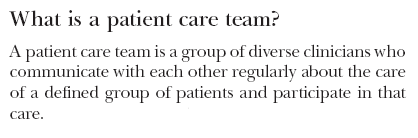 What is a patient care team?
A patient care team is a group of diverse clinicians who
communicate with each other regularly about the care
of a defined group of patients and participate in that
care.